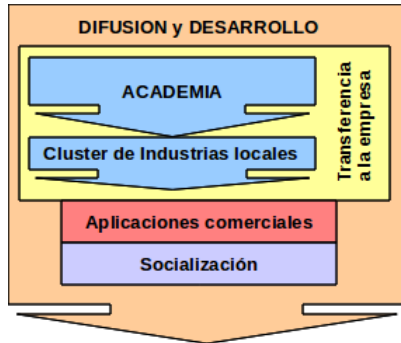 DIFUSION y DESARROLLO
ACADEMIA
Cluster de Industrias locales
Transferencia
a la empresa
Aplicaciones comerciales
Socialización